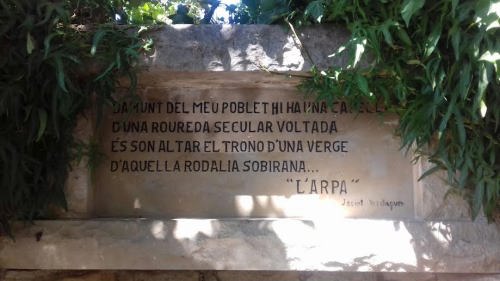 DAMUNT DEL MEU POBLET HI HA UNA CAPELLA
D'UNA ROUREDA SECULAR VOLTADA
ÉS SON ALTAR EL TRONO D'UNA VERGE
D'AQUELLA RODALIA SOBIRANA...
"L'ARPA"
Jacint Verdaguer